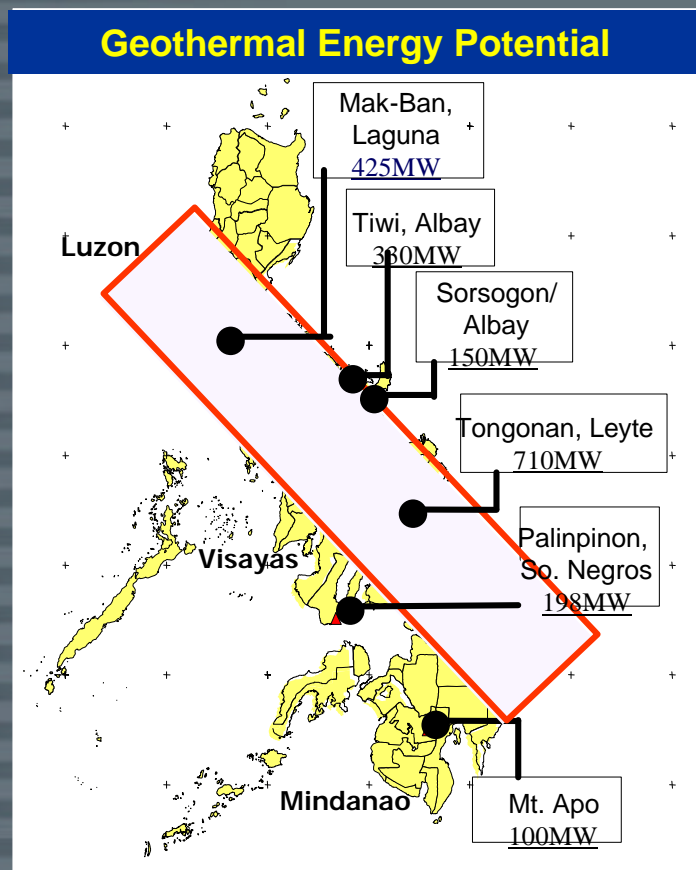 Geothermal Energy Potential
Mak-Ban,
Laguna
425MW
Tiwi, Albay
330MW
Luzon
Sorsogon/
Albay
150MW
Tongonan, Leyte
710MW
Palinpinon,
So. Negros
198MW
Visayas
Mindanao
Mt. Apo
100MW